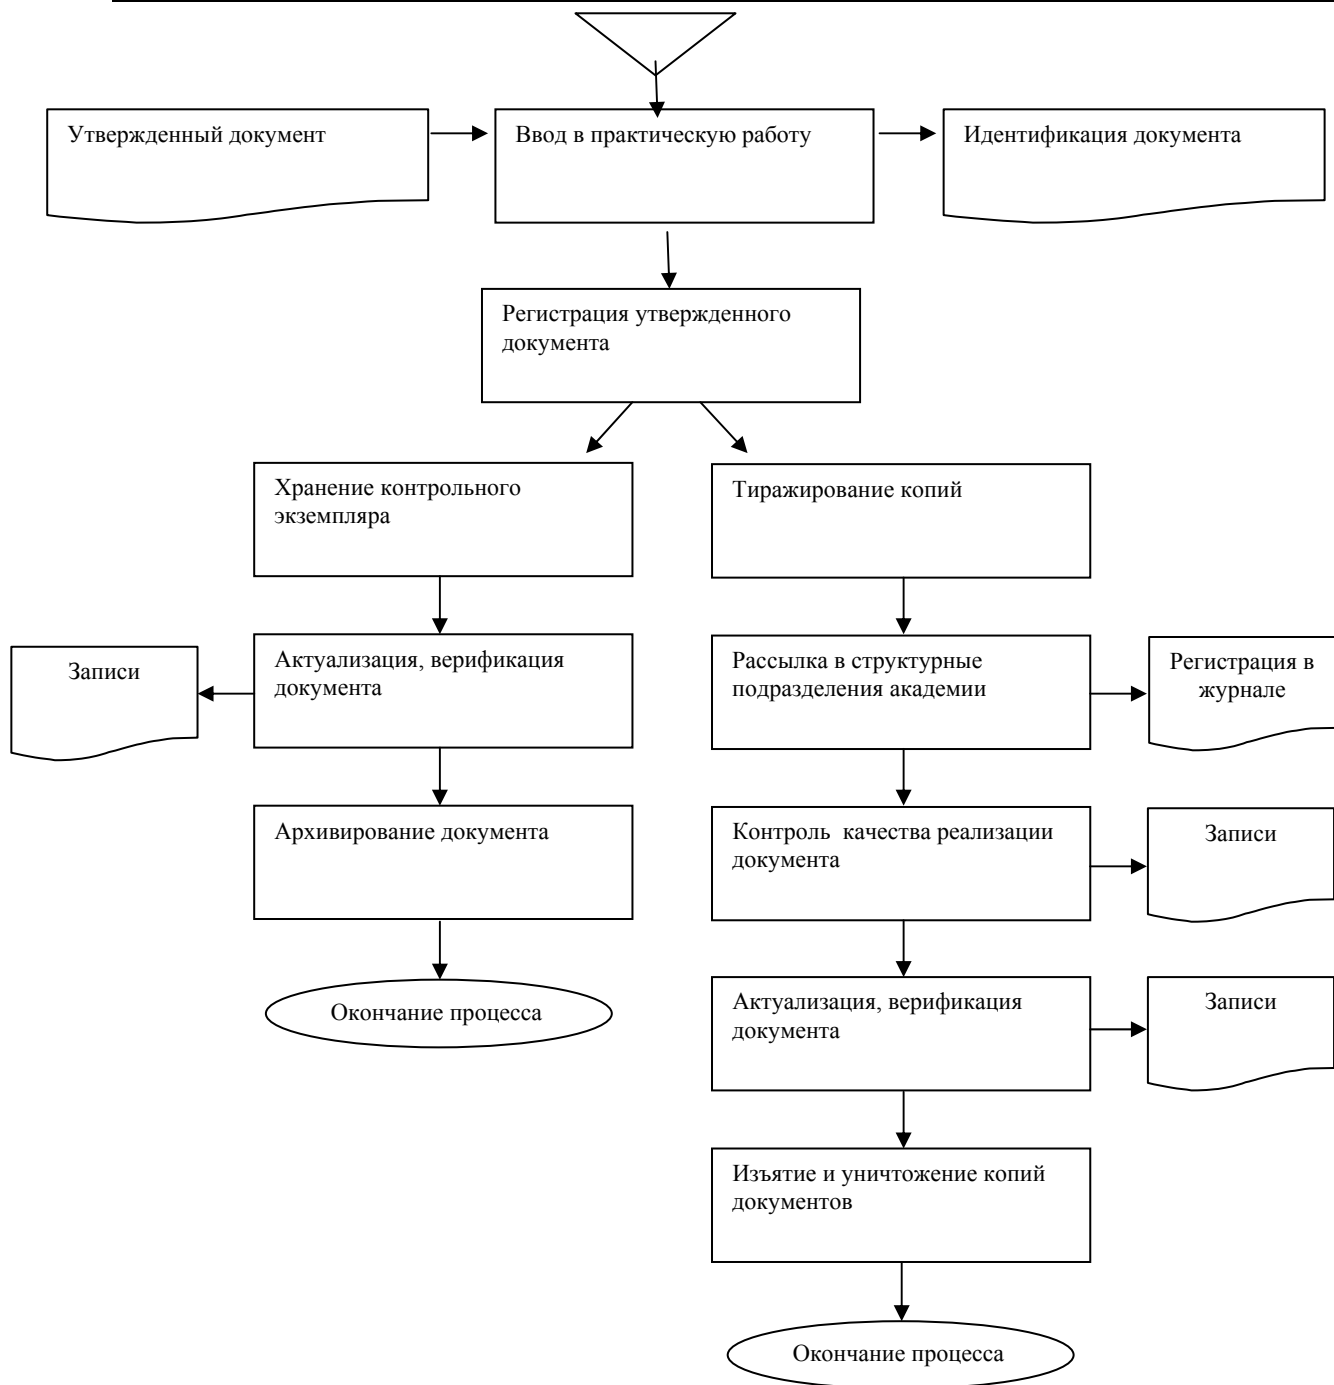 Утвержденный документ
Ввод в практическую работу
Идентификация документа
Регистрация утвержденного
документа
Хранение контрольного
экземпляра
Тиражирование копий
Записи
Актуализация, верификация
документа
Рассылка в структурные
подразделения академии
Регистрация в
журнале
Архивирование документа
Контроль  качества реализации
документа
Записи
Окончание процесса
Актуализация, верификация
документа
Записи
Изъятие и уничтожение копий
документов
Окончание процесса